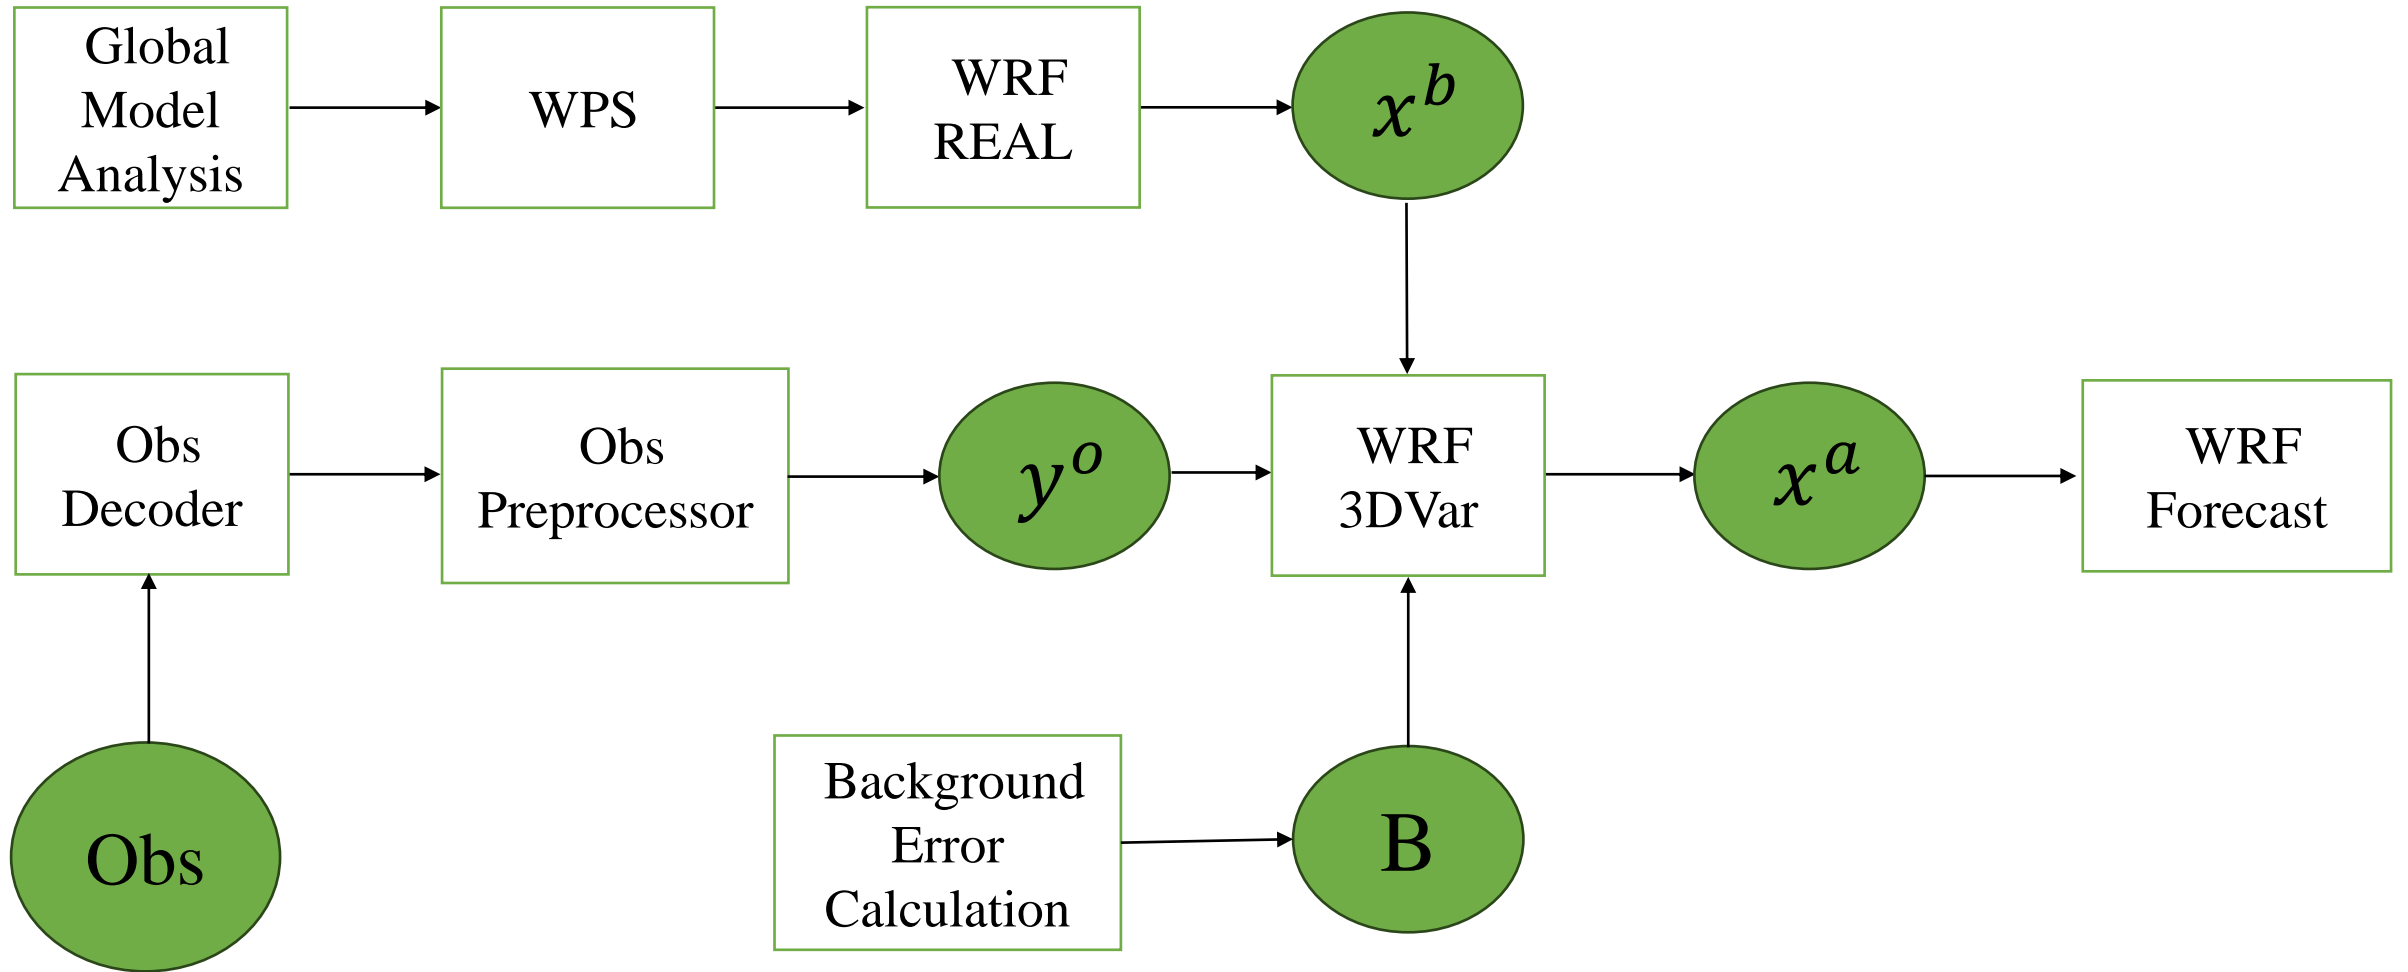 Global
Model
Analysis
WPS
WRF
REAL
x^b
Obs
Decoder
Obs
Preprocessor
y^o
WRF
3DVar
x^a
WRF
Forecast
Obs
Background
Error
Calculation
B